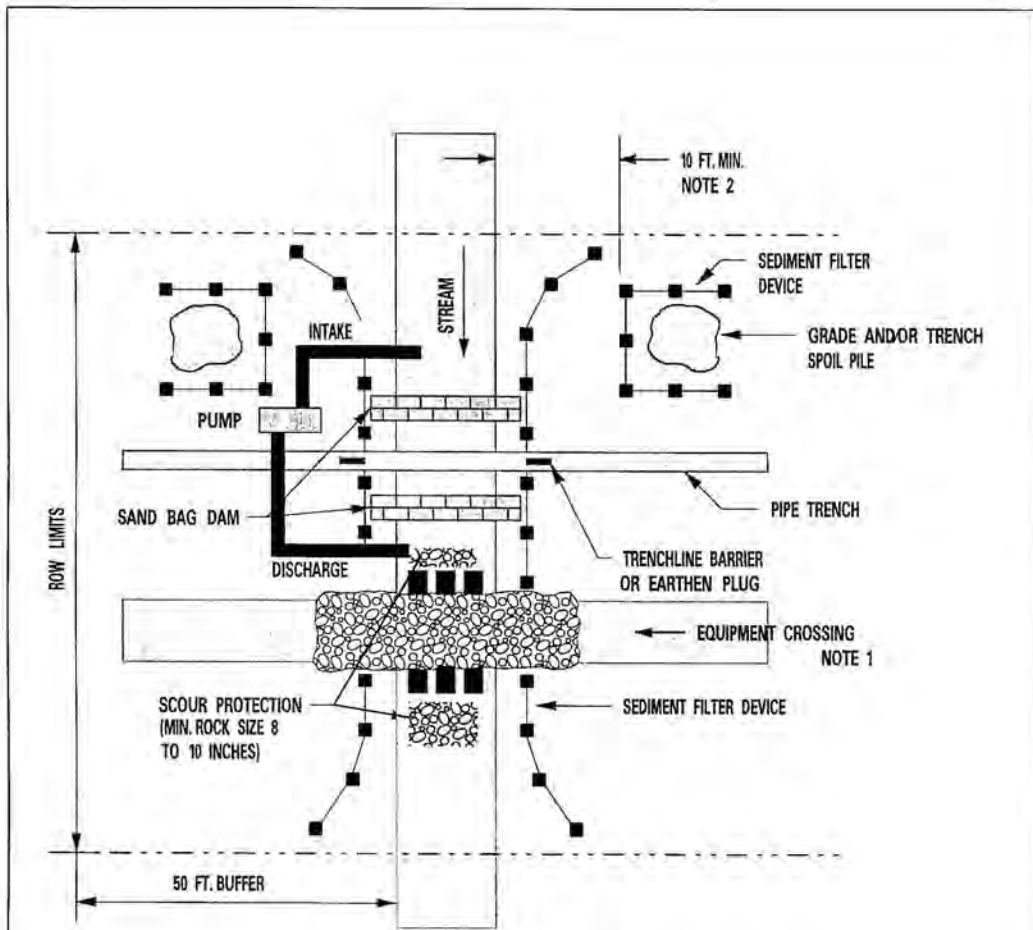 10 FT. MIN.
NOTE 2
SEDIMENT FILTER
DEVICE
STREAM
INTAKE
GRADE AND/OR TRENCH
SPOIL PILE
PUMP
ROW LIMITS
PIPE TRENCH
SAND BAG DAM
TRENCHLINE BARRIER
OR EARTHEN PLUG
DISCHARGE
EQUIPMENT CROSSING
NOTE 1
SCOUR PROTECTION
(MIN. ROCK SIZE 8
TO 10 INCHES)
SEDIMENT FILTER DEVICE
50 FT. BUFFER